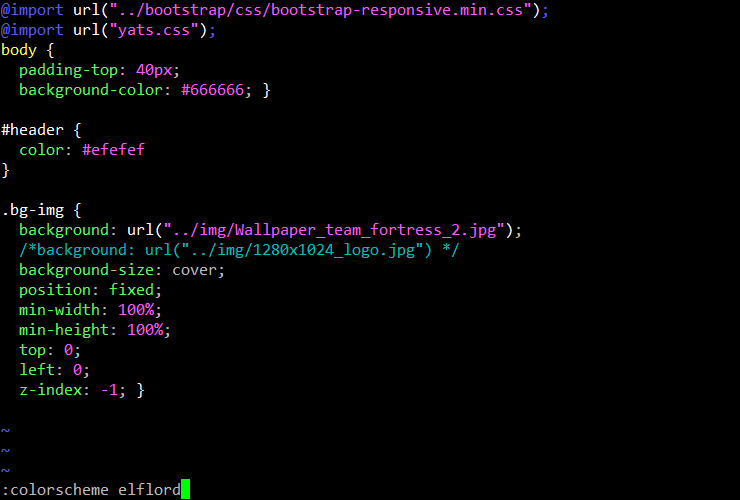 @import url("../bootstrap/css/bootstrap-responsive.min.css");
@import url("yats.css");
body {
  padding-top: 40px;
  background-color: #666666; }

#header {
  color: #efefef
}

.bg-img {
  background: url("../img/Wallpaper_team_fortress_2.jpg");
  /*background: url("../img/1280x1024_logo.jpg") */
  background-size: cover;
  position: fixed;
  min-width: 100%;
  min-height: 100%;
  top: 0;
  left: 0;
  z-index: -1; }

~
~
~
:colorscheme elflord